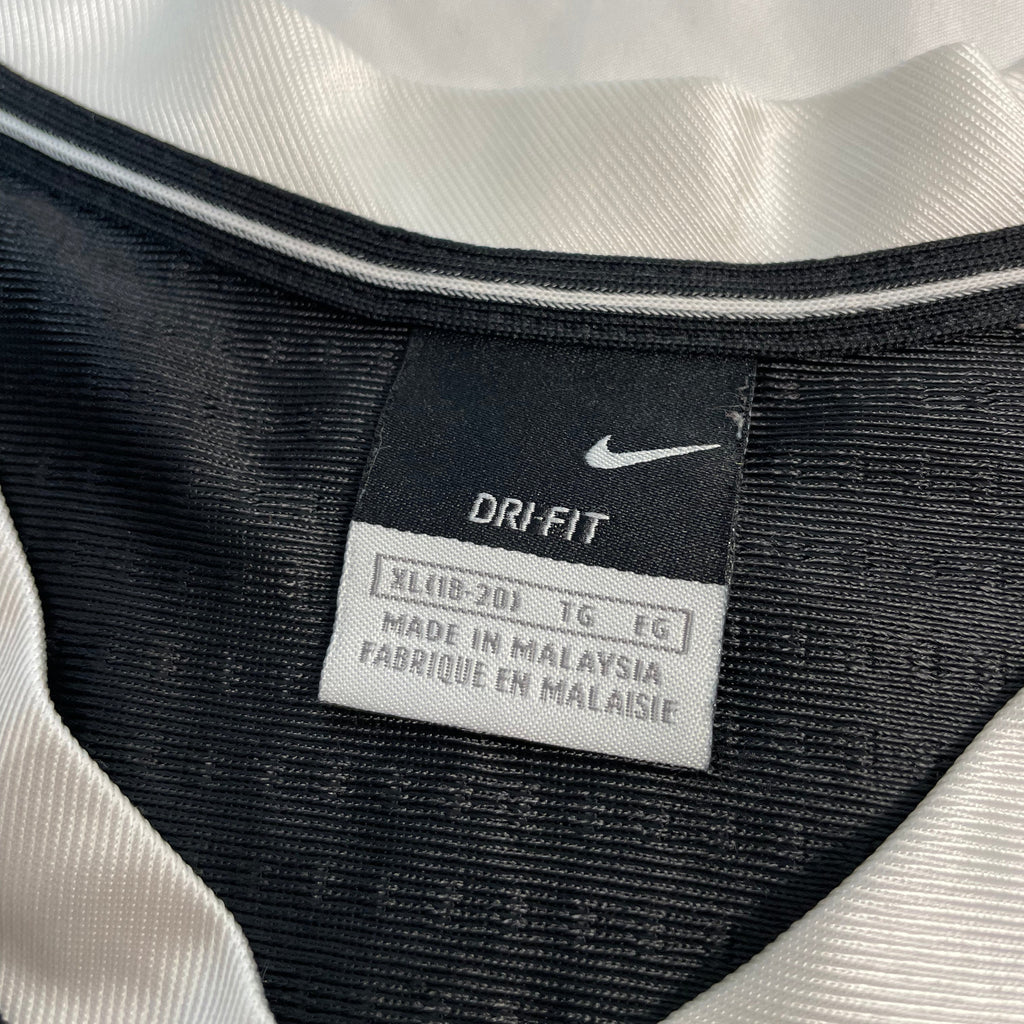 DRI-FIT
XL(18-20) TG EG
MADE IN MALAYSIA
FABRIQUE EN MALAISIE